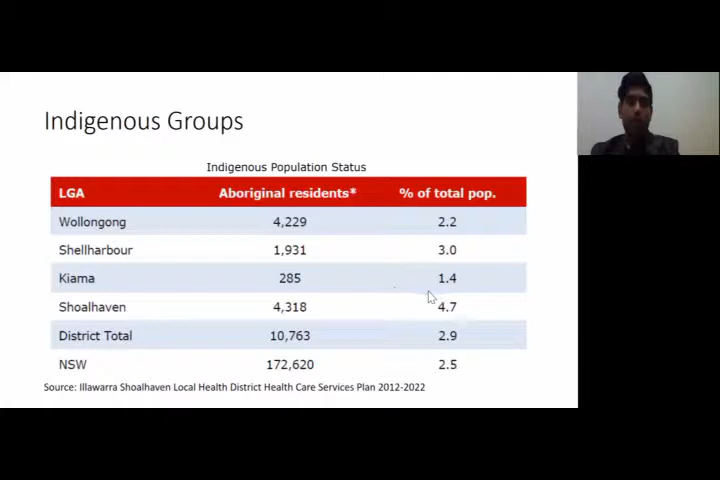 Indigenous Groups
Indigenous Population Status
LGA Aboriginal residents* % of total pop.
Wollongong 4,229 2.2
Shellharbour 1,931 3.0
Kiama 285 1.4
Shoalhaven 4,318 4.7
District Total 10,763 2.9
NSW 172,620 2.5
Source: Illawarra Shoalhaven Local Health District Health Care Services Plan 2012-2022